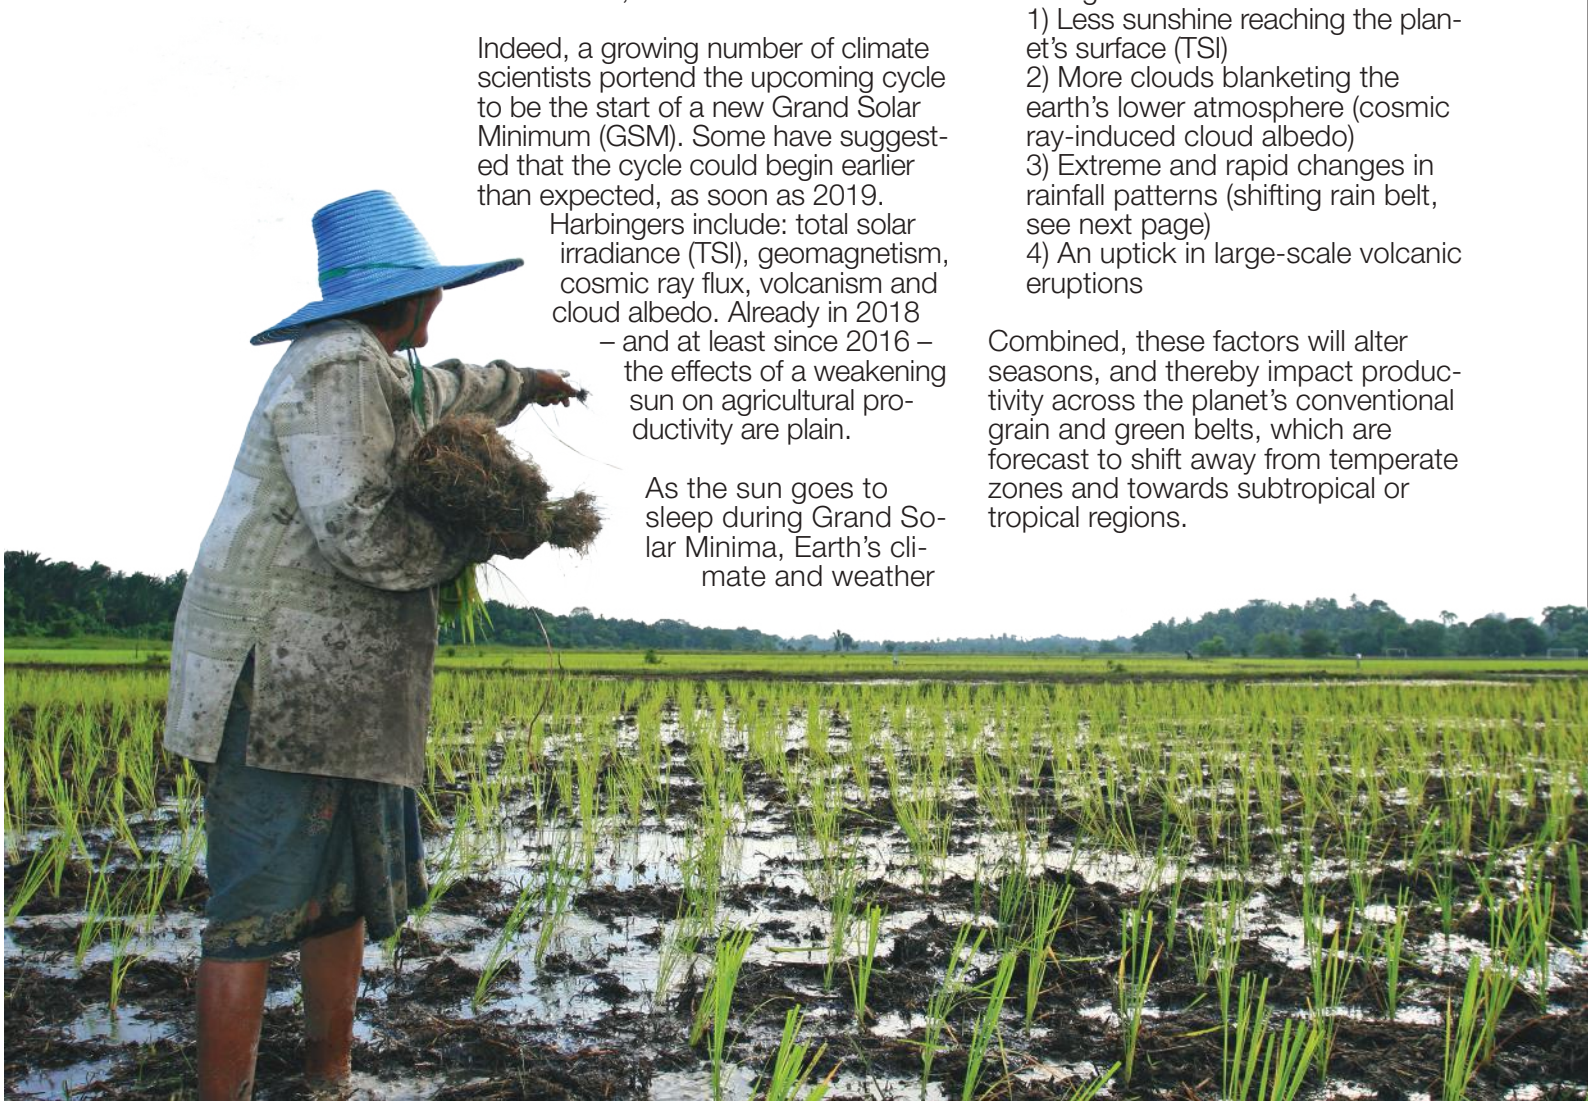 Indeed, a growing number of climate
scientists portend the upcoming cycle
to be the start of a new Grand Solar
Minimum (GSM). Some have suggest-
ed that the cycle could begin earlier
than expected, as soon as 2019.
Harbingers include: total solar
irradiance (TSI), geomagnetism,
cosmic ray flux, volcanism and
cloud albedo. Already in 2018
– and at least since 2016 –
the effects of a weakening
sun on agricultural pro-
ductivity are plain.
As the sun goes to
sleep during Grand So-
lar Minima, Earth's cli-
mate and weather
1) Less sunshine reaching the plan-
et's surface (TSI)
2) More clouds blanketing the
earth's lower atmosphere (cosmic
ray-induced cloud albedo)
3) Extreme and rapid changes in
rainfall patterns (shifting rain belt,
see next page)
4) An uptick in large-scale volcanic
eruptions
Combined, these factors will alter
seasons, and thereby impact produc-
tivity across the planet's conventional
grain and green belts, which are
forecast to shift away from temperate
zones and towards subtropical or
tropical regions.